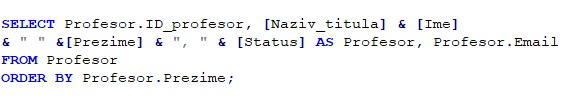 SELECT Profesor.ID_profesor, [Naziv_titula] & [Ime]
& " " &[Prezime] & ", " & [Status] AS Profesor, Profesor.Email
FROM Profesor
ORDER BY Profesor.Prezime;